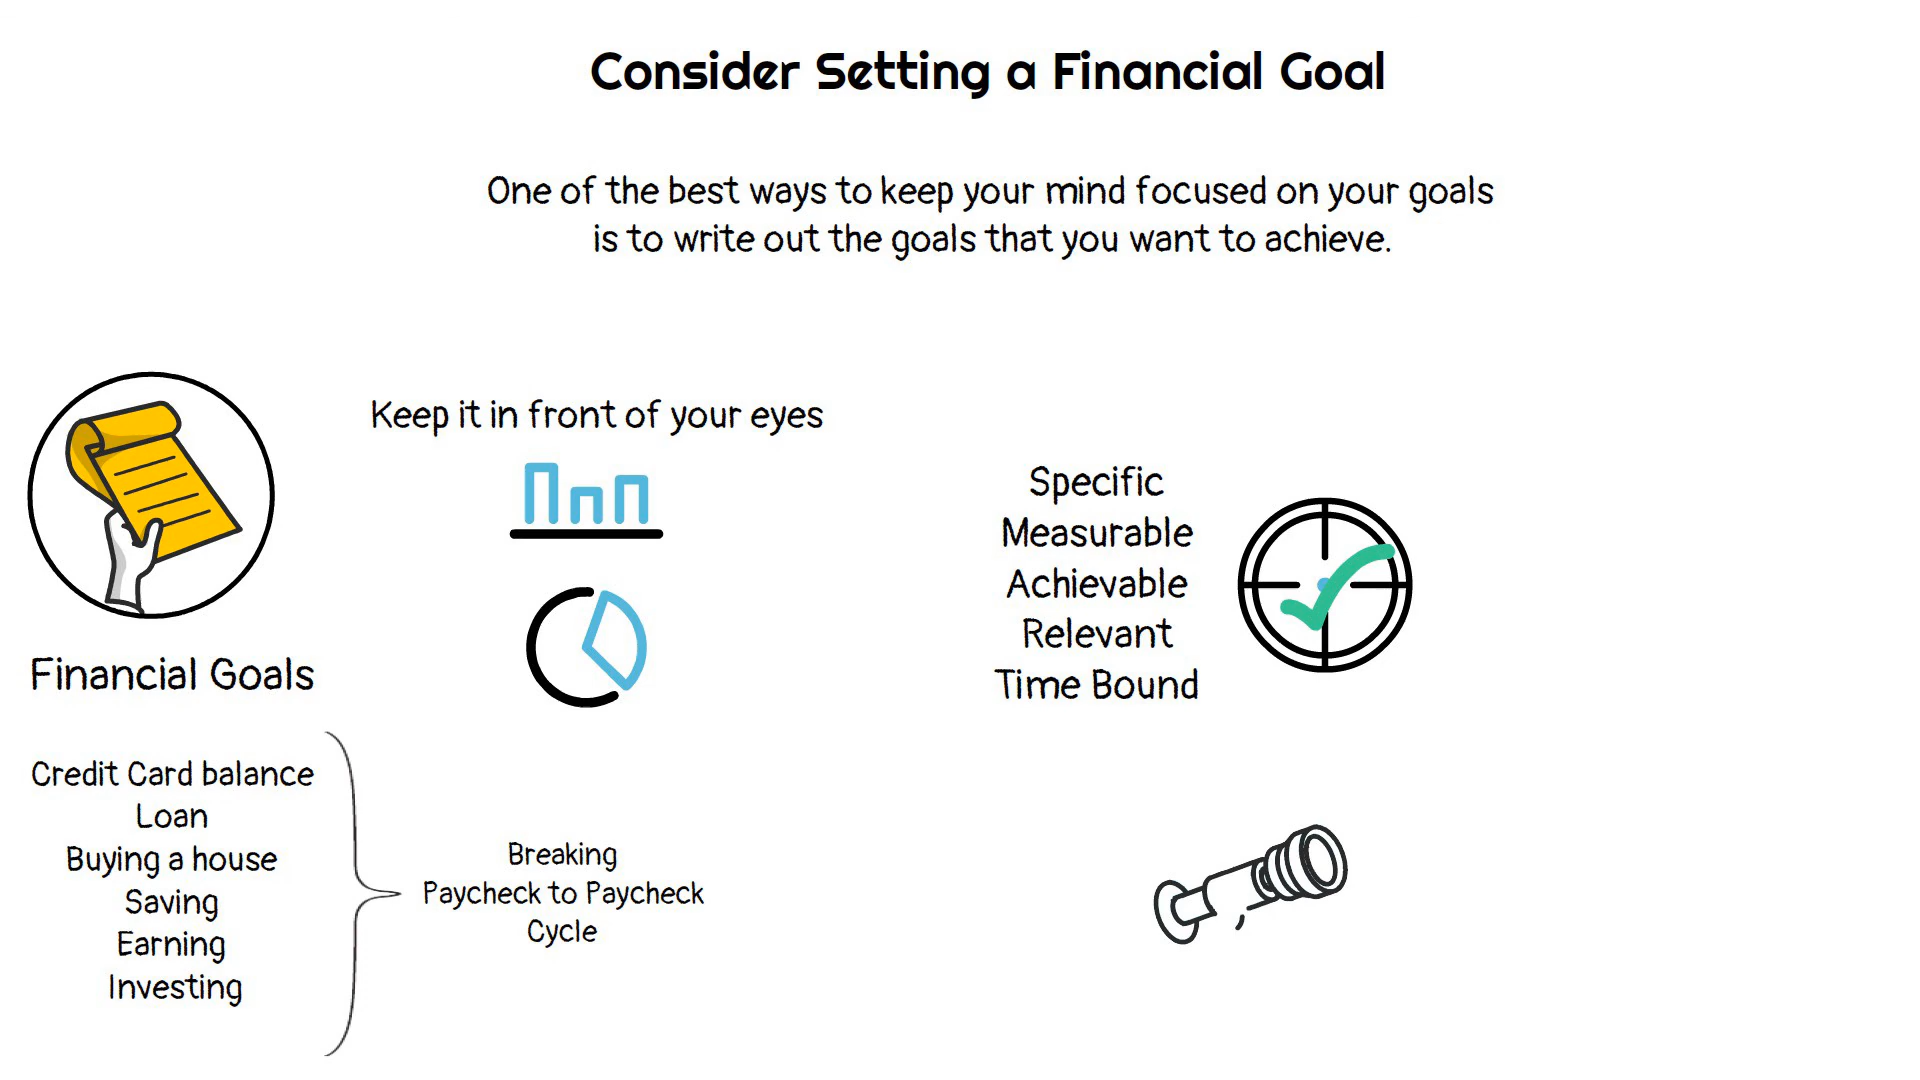 Consider Setting a Financial Goal
One of the best ways to keep your mind focused on your goals
is to write out the goals that you want to achieve.
Keep it in front of your eyes
Financial Goals
Credit Card balance
Loan
Buying a house
Saving
Earning
Investing
Breaking
Paycheck to Paycheck
Cycle
Specific
Measurable
Achievable
Relevant
Time Bound